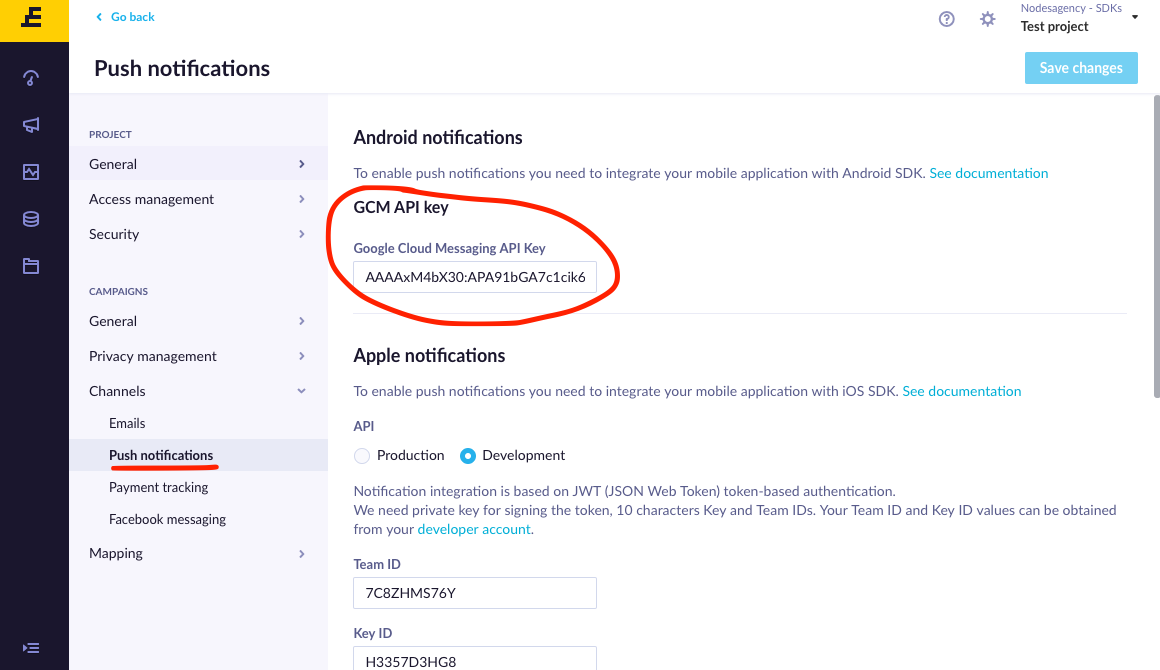 Go back
Nodesagency - SDKs
Test project
Push notifications
Save changes
PROJECT
General
Access management
Security
CAMPAIGNS
General
Privacy management
Channels
Emails
Push notifications
Payment tracking
Facebook messaging
Mapping
Android notifications
To enable push notifications you need to integrate your mobile application with Android SDK. See documentation
GCM API key
Google Cloud Messaging API Key
AAAAxM4bX30:APA91bGA7c1cik6
Apple notifications
To enable push notifications you need to integrate your mobile application with iOS SDK. See documentation
API
Production Development
Notification integration is based on JWT (JSON Web Token) token-based authentication.
We need private key for signing the token, 10 characters Key and Team IDs. Your Team ID and Key ID values can be obtained
from your developer account.
Team ID
7C8ZHMS76Y
Key ID
H3357D3HG8